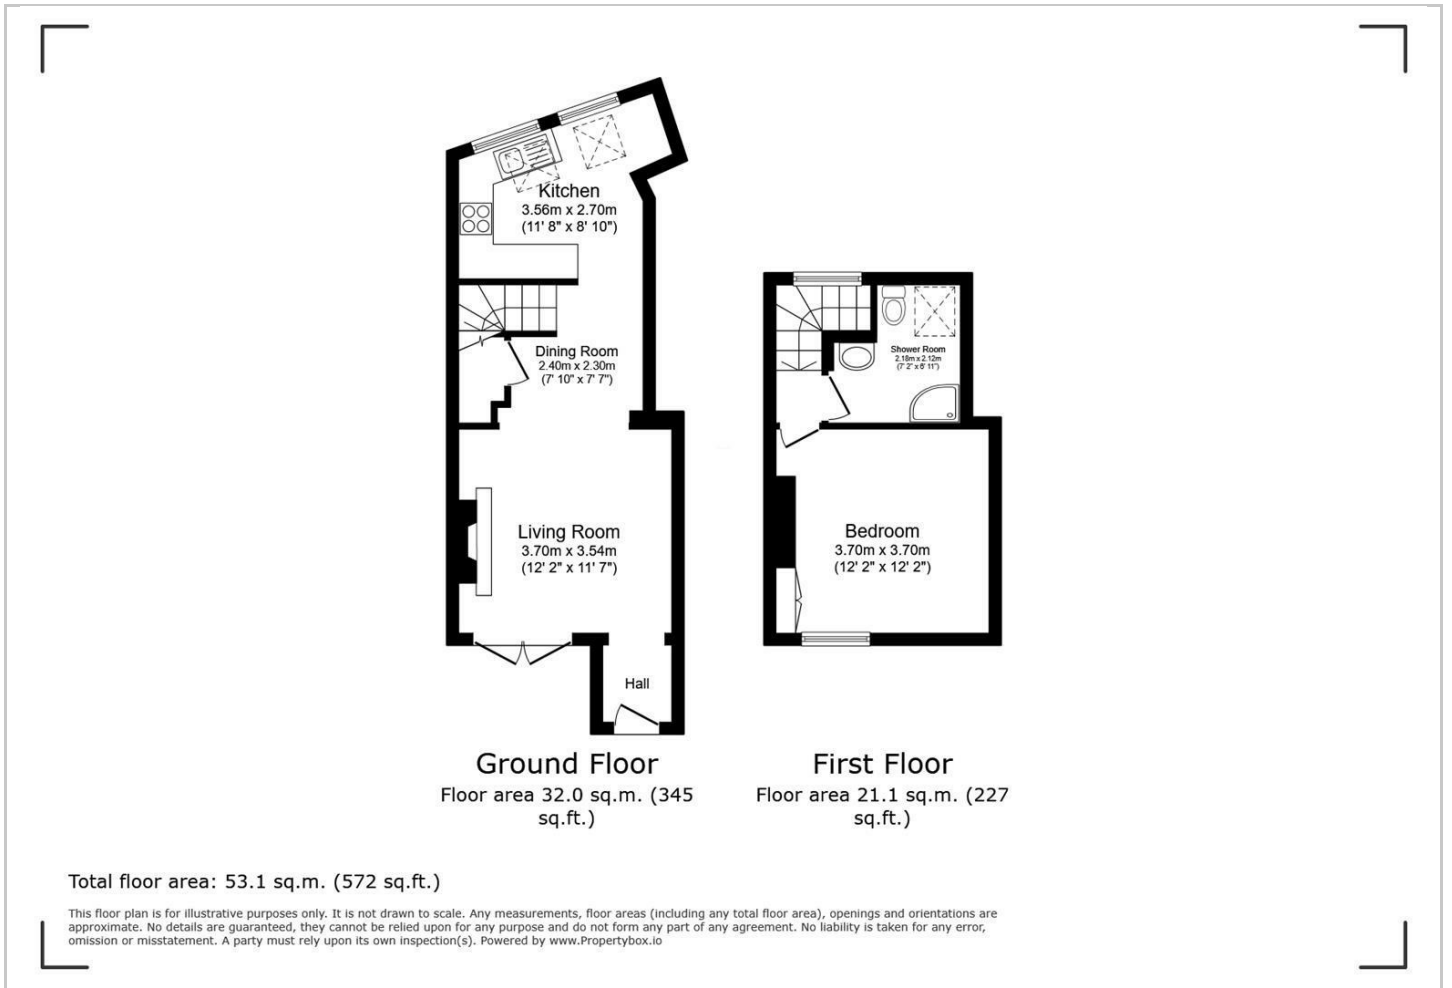 Kitchen
3.56m x 2.70m
(11' 8" x 8' 10")
Dining Room
2.40m x 2.30m
(7' 10" x 7' 7")
Living Room
3.70m x 3.54m
(12' 2" x 11' 7")
Hall
Ground Floor
Floor area 32.0 sq.m. (345
sq.ft.)
Shower Room
2.18m x 2.12m
(7' 2" x 6' 11")
Bedroom
3.70m x 3.70m
(12' 2" x 12' 2")
First Floor
Floor area 21.1 sq.m. (227
sq.ft.)
Total floor area: 53.1 sq.m. (572 sq.ft.)
This floor plan is for illustrative purposes only. It is not drawn to scale. Any measurements, floor areas (including any total floor area), openings and orientations are
approximate. No details are guaranteed, they cannot be relied upon for any purpose and do not form any part of any agreement. No liability is taken for any error,
omission or misstatement. A party must rely upon its own inspection(s). Powered by www.Propertybox.io